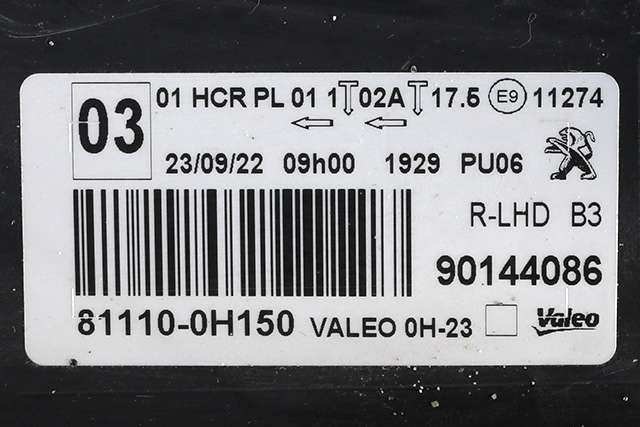 03
01 HCR PL 01 1 02A 17.5 E9 11274
23/09/22 09h00 1929 PU06
R-LHD B3
90144086
81110-0H150 VALEO 0H-23 Valeo